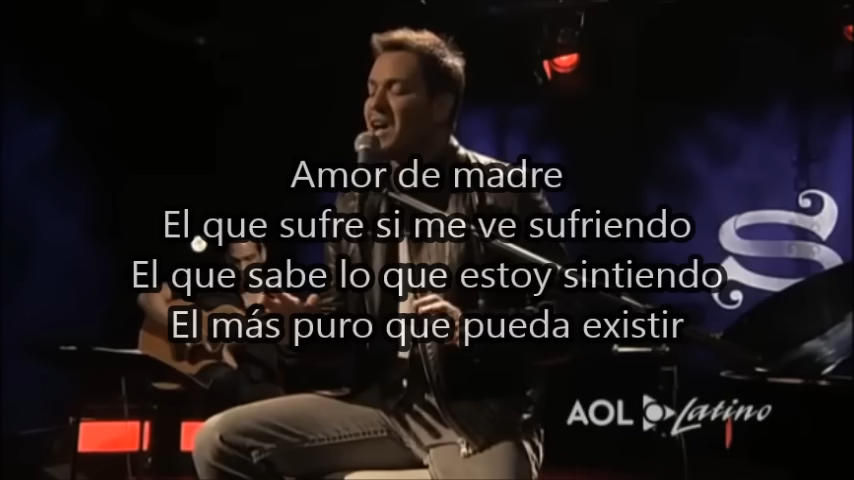 Amor de madre
El que sufre si me ve sufriendo
El que sabe lo que estoy sintiendo
El más puro que pueda existir
AOL Latino